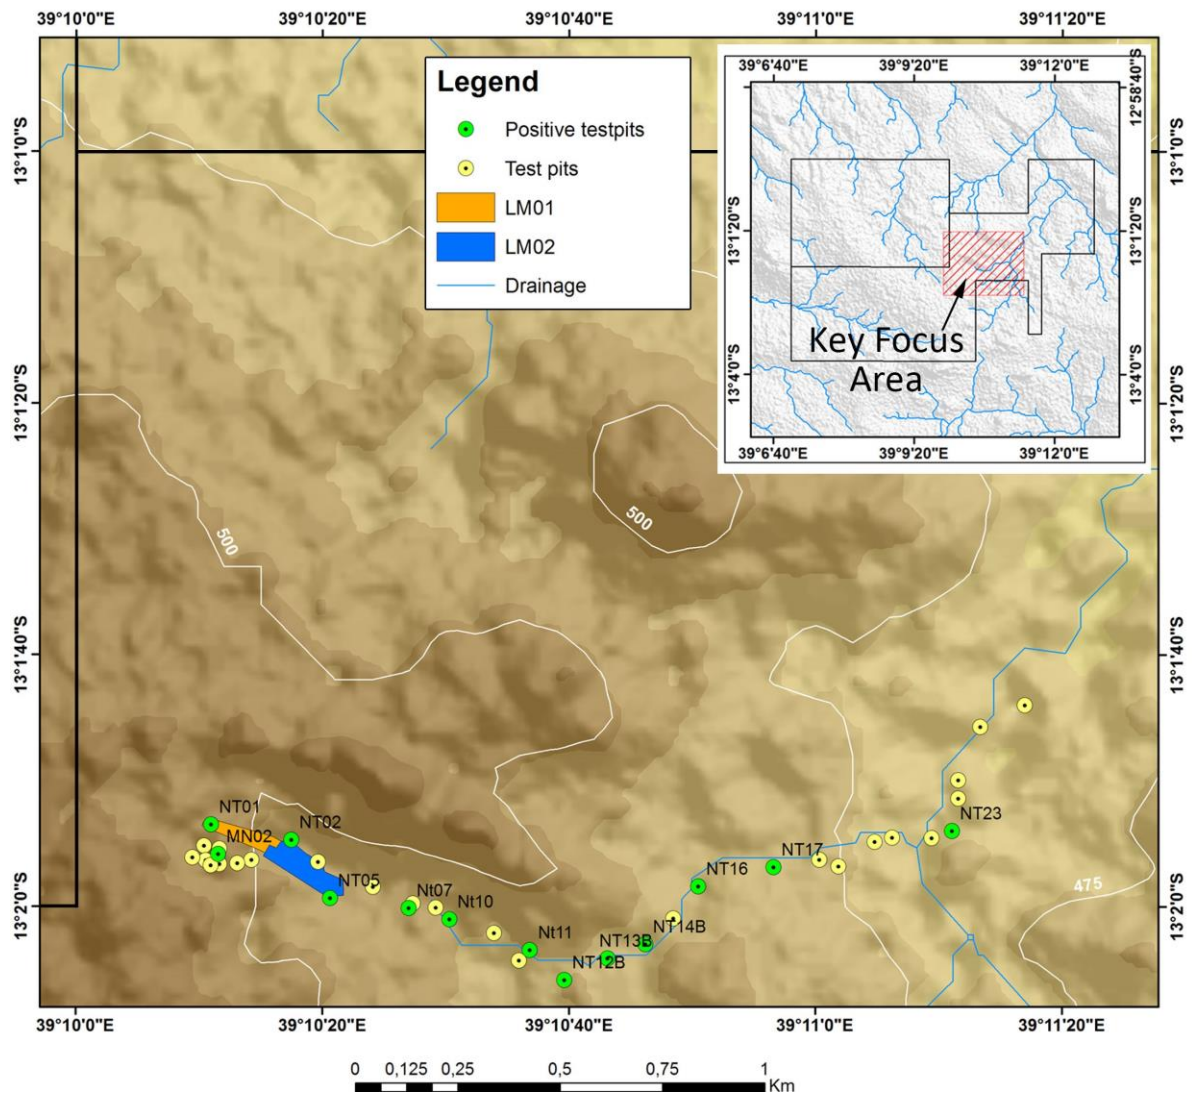 39°10'0"E 39°10'20"E 39°10'40"E 39°11'0"E 39°11'20"E
Legend
Positive testpits
Test pits
LM01
LM02
Drainage
39°6'40"E 39°9'20"E 39°12'0"E
12°58'40"S
13°1'20"S 13°1'20"S
13°4'0"S 13°4'0"S
Key Focus
Area
39°6'40"E 39°9'20"E 39°12'0"E
13°1'0"S 13°1'0"S
13°1'20"S 13°1'20"S
500
500
13°1'40"S 13°1'40"S
NT01
NT02
MN02
NT23
NT17
NT16
475
NT05
Nt07
Nt10
13°2'0"S 13°2'0"S
NT14B
Nt11
NT13B
NT12B
39°10'0"E 39°10'20"E 39°10'40"E 39°11'0"E 39°11'20"E
0 0,125 0,25 0,5 0,75 1
Km